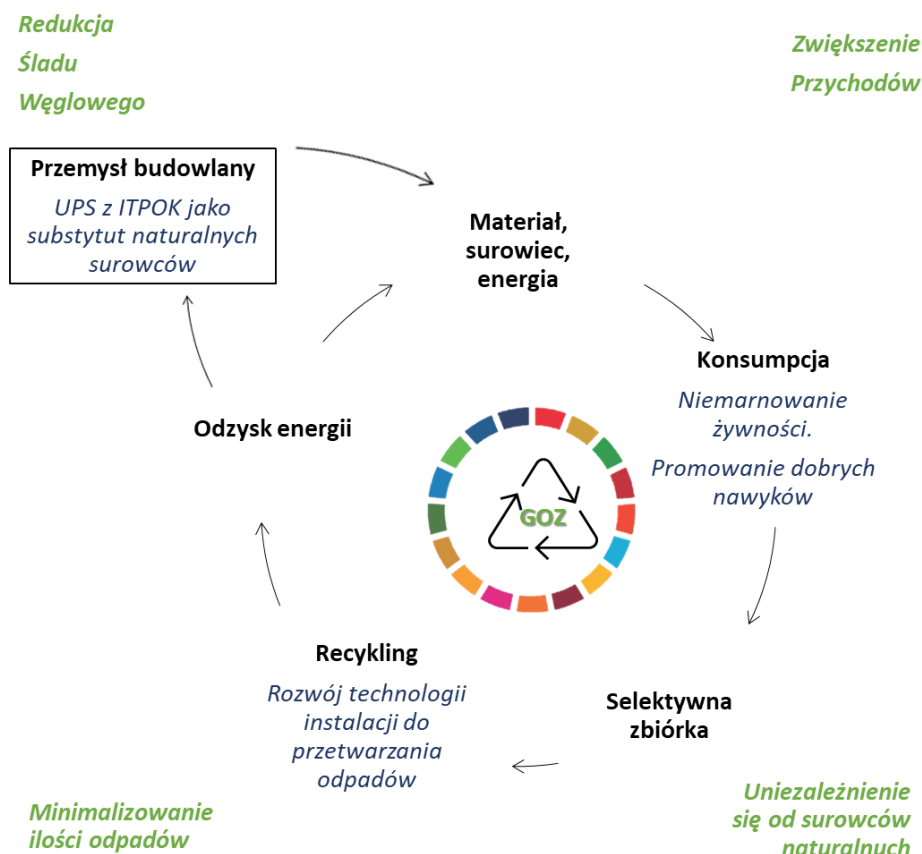 Redukcja
Śladu
Węglowego
Zwiększenie
Przychodów
Przemysł budowlany
UPS z ITPOK jako
substytut naturalnych
surowców
Materiał,
surowiec,
energia
Konsumpcja
Niemarnowanie
żywności.
Promowanie dobrych
nawyków
Odzysk energii
GOZ
Recykling
Rozwój technologii
instalacji do
przetwarzania
odpadów
Selektywna
zbiórka
Minimalizowanie
ilości odpadów
Uniezależnienie
się od surowców
naturalnych